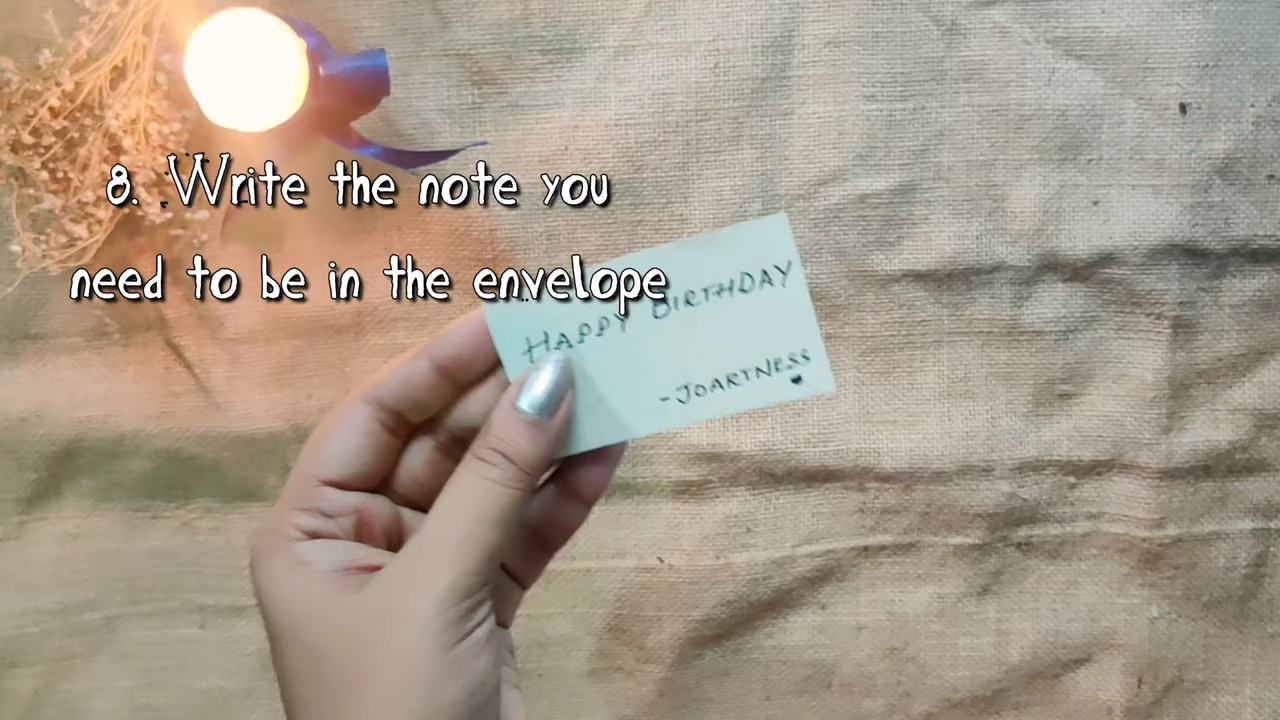 8. Write the note you
need to be in the envelope
HAPPY BIRTHDAY
-JOARTNESS